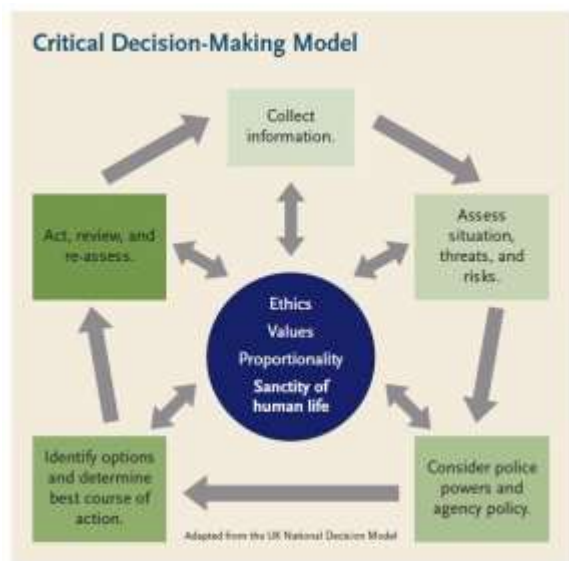 Critical Decision-Making Model
Collect
information.
Assess
situation,
threats, and
risks.
Consider police
powers and
agency policy.
Identify options
and determine
best course of
action.
Act, review, and
re-assess.
Ethics
Values
Proportionality
Sanctity of
human life
Adapted from the UK National Decision Model